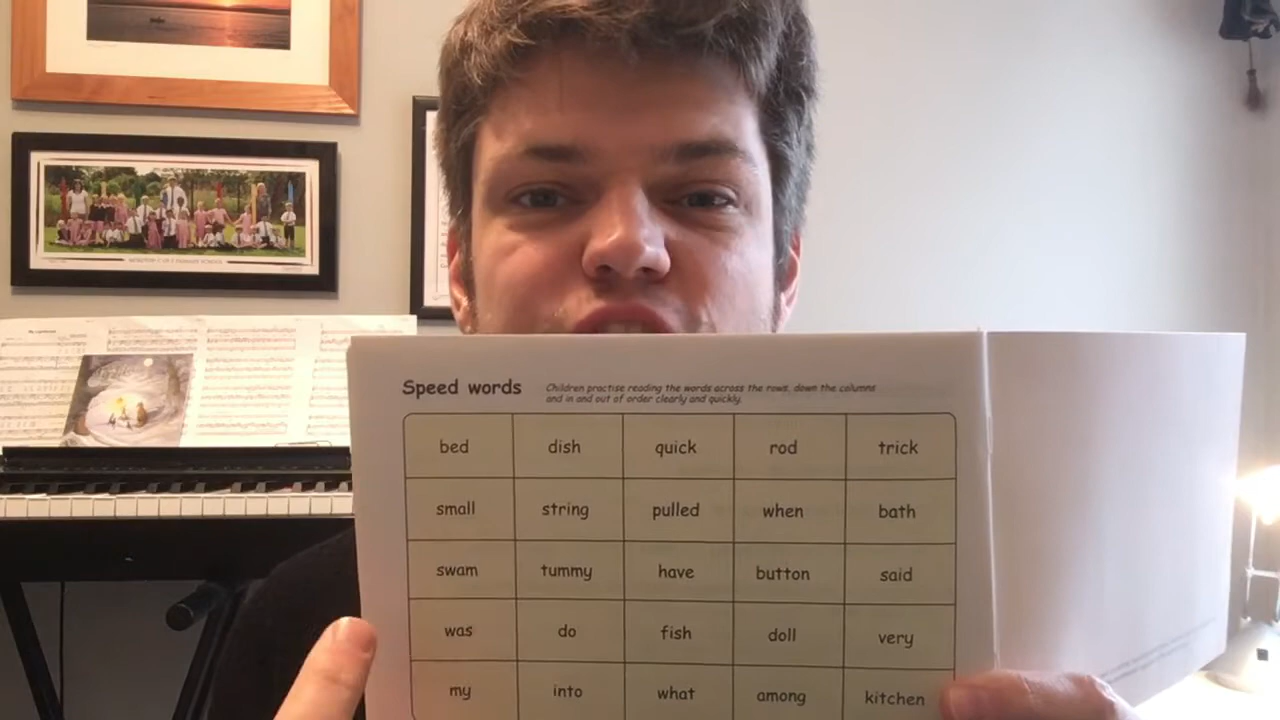 Speed words
Children practise reading the words across the rows, down the columns
and in and out of order clearly and quickly.
bed dish quick rod trick
small string pulled when bath
swam tummy have button said
was do fish doll very
my into what among kitchen